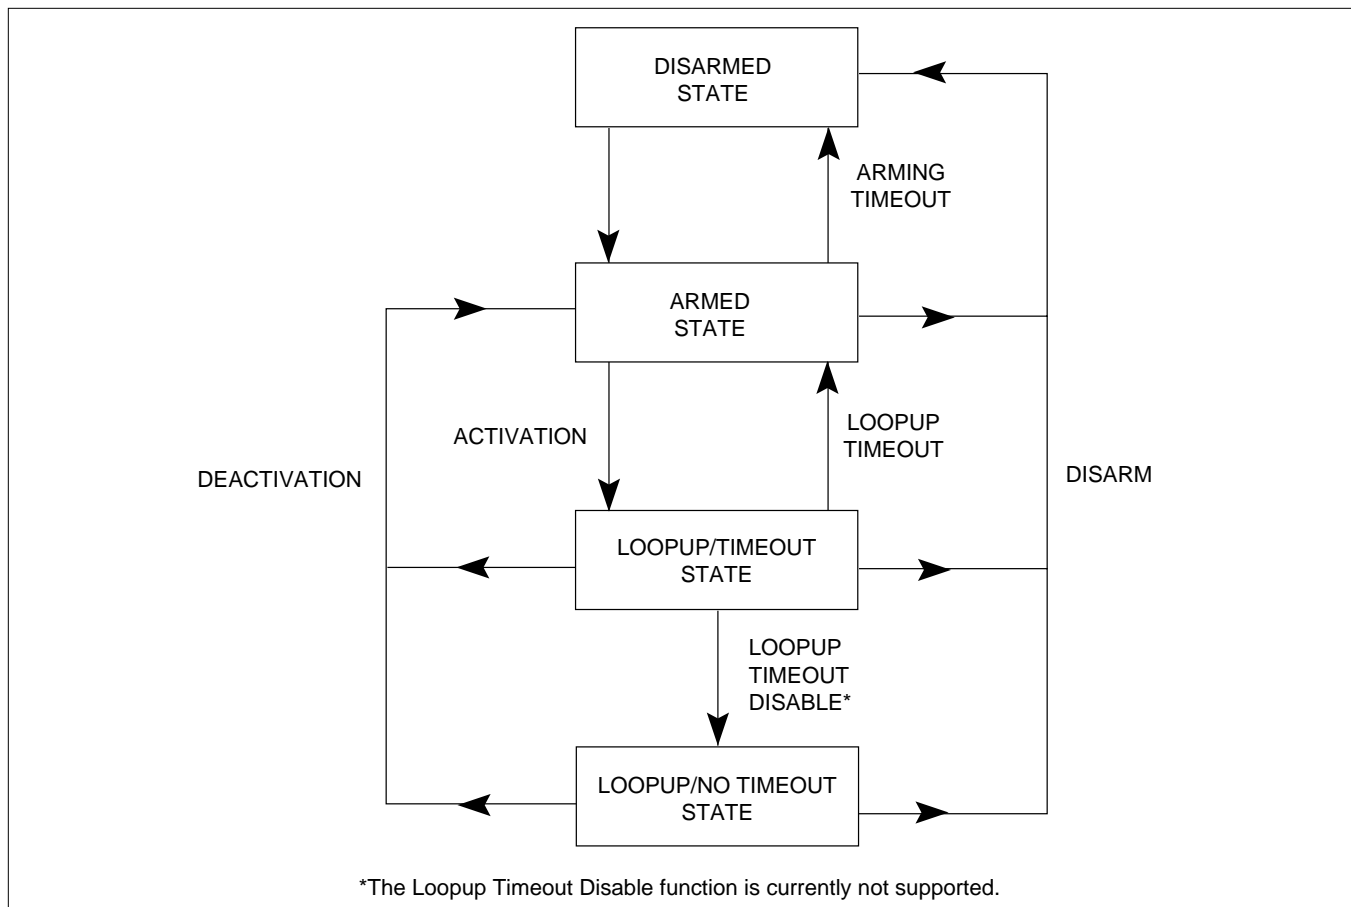 DISARMED
STATE
ARMING
TIMEOUT
ARMED
STATE
ACTIVATION
LOOPUP
TIMEOUT
DEACTIVATION
DISARM
LOOPUP/TIMEOUT
STATE
LOOPUP
TIMEOUT
DISABLE*
LOOPUP/NO TIMEOUT
STATE
*The Loopup Timeout Disable function is currently not supported.